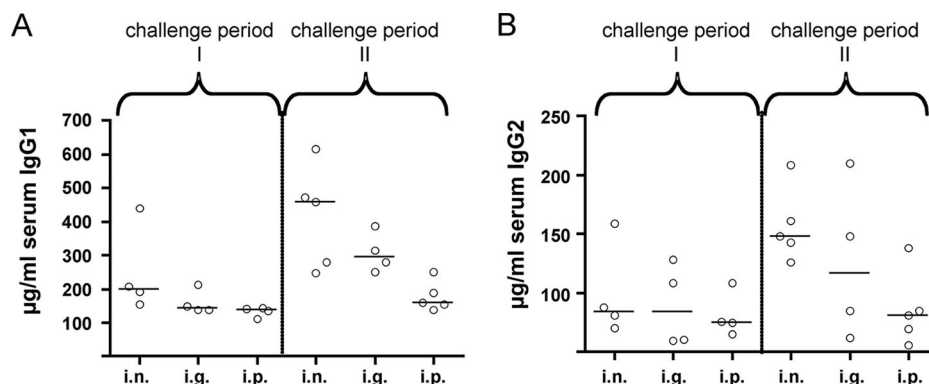 A
challenge period
I
challenge period
II
µg/ml serum IgG1
700
600
500
400
300
200
100
i.n.
i.g.
i.p.
i.n.
i.g.
i.p.
B
challenge period
I
challenge period
II
µg/ml serum IgG2
250
200
150
100
i.n.
i.g.
i.p.
i.n.
i.g.
i.p.